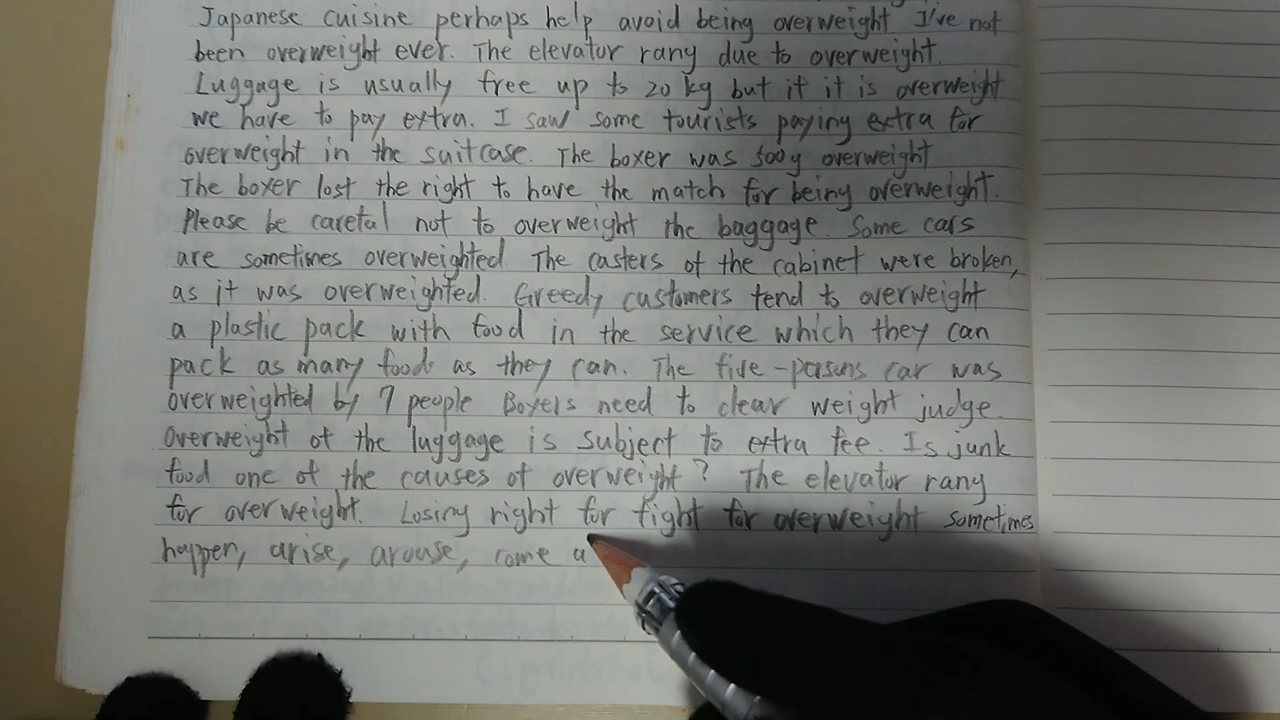 Japanese cuisine perhaps help avoid being overweight I've not
been overweight ever. The elevator rang due to overweight.
Luggage is usually free up to 20 kg but it it is overweight
we have to pay extra. I saw some tourists paying extra for
overweight in the suitcase. The boxer was 500g overweight
The boxer lost the right to have the match for being overweight.
Please be careful not to overweight the baggage. Some cars
are sometimes overweighted. The casters of the cabinet were broken,
as it was overweighted. Greedy customers tend to overweight
a plastic pack with food in the service which they can
pack as many foods as they can. The five-persons car was
overweighted by 7 people Boxers need to clear weight judge.
Overweight of the luggage is subject to extra fee. Is junk
food one of the causes of overweight? The elevator rang
for overweight. Losing right for fight for overweight sometimes
happen, arise, arouse, come a